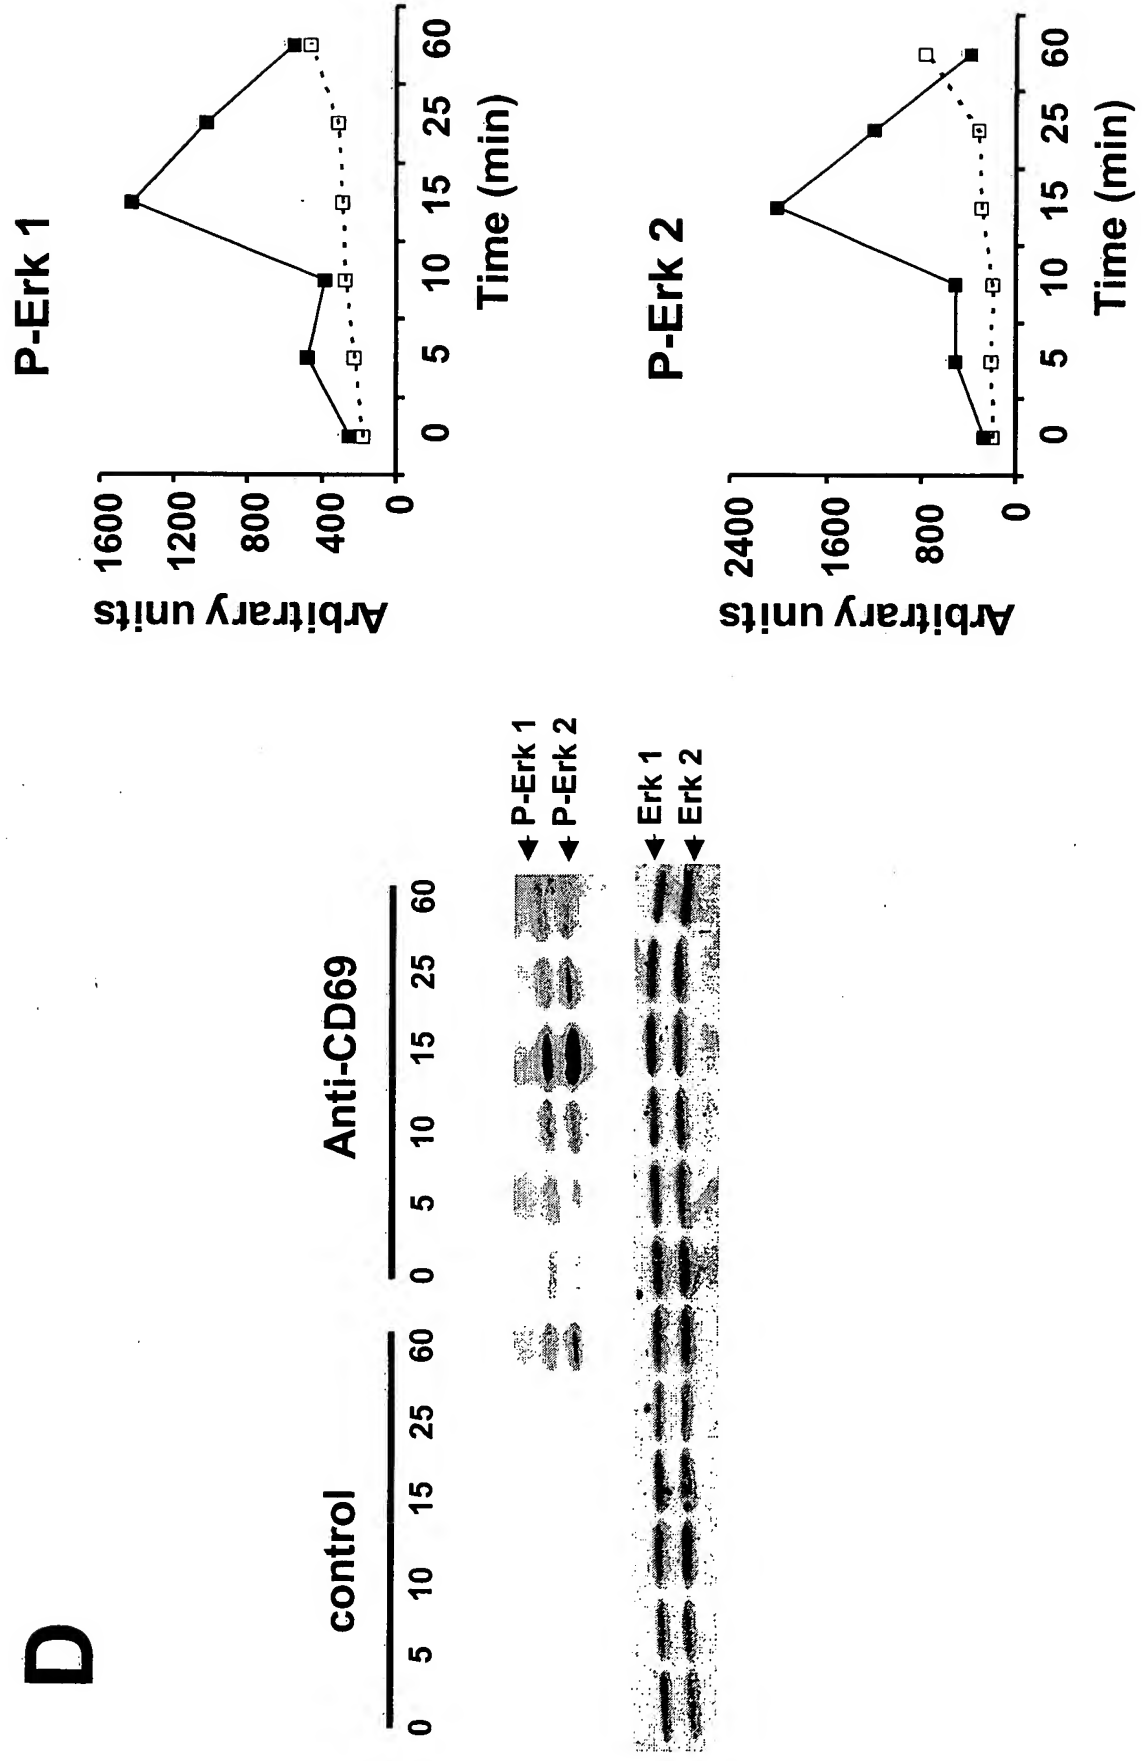 D
control
Anti-CD69
0 5 10 15 25 60 0 5 10 15 25 60
P-Erk 1
P-Erk 2
Erk 1
Erk 2
P-Erk 1
Arbitrary units
1600
1200
800
400
0
0 5 10 15 25 60
Time (min)
P-Erk 2
Arbitrary units
2400
1600
800
0
0 5 10 15 25 60
Time (min)